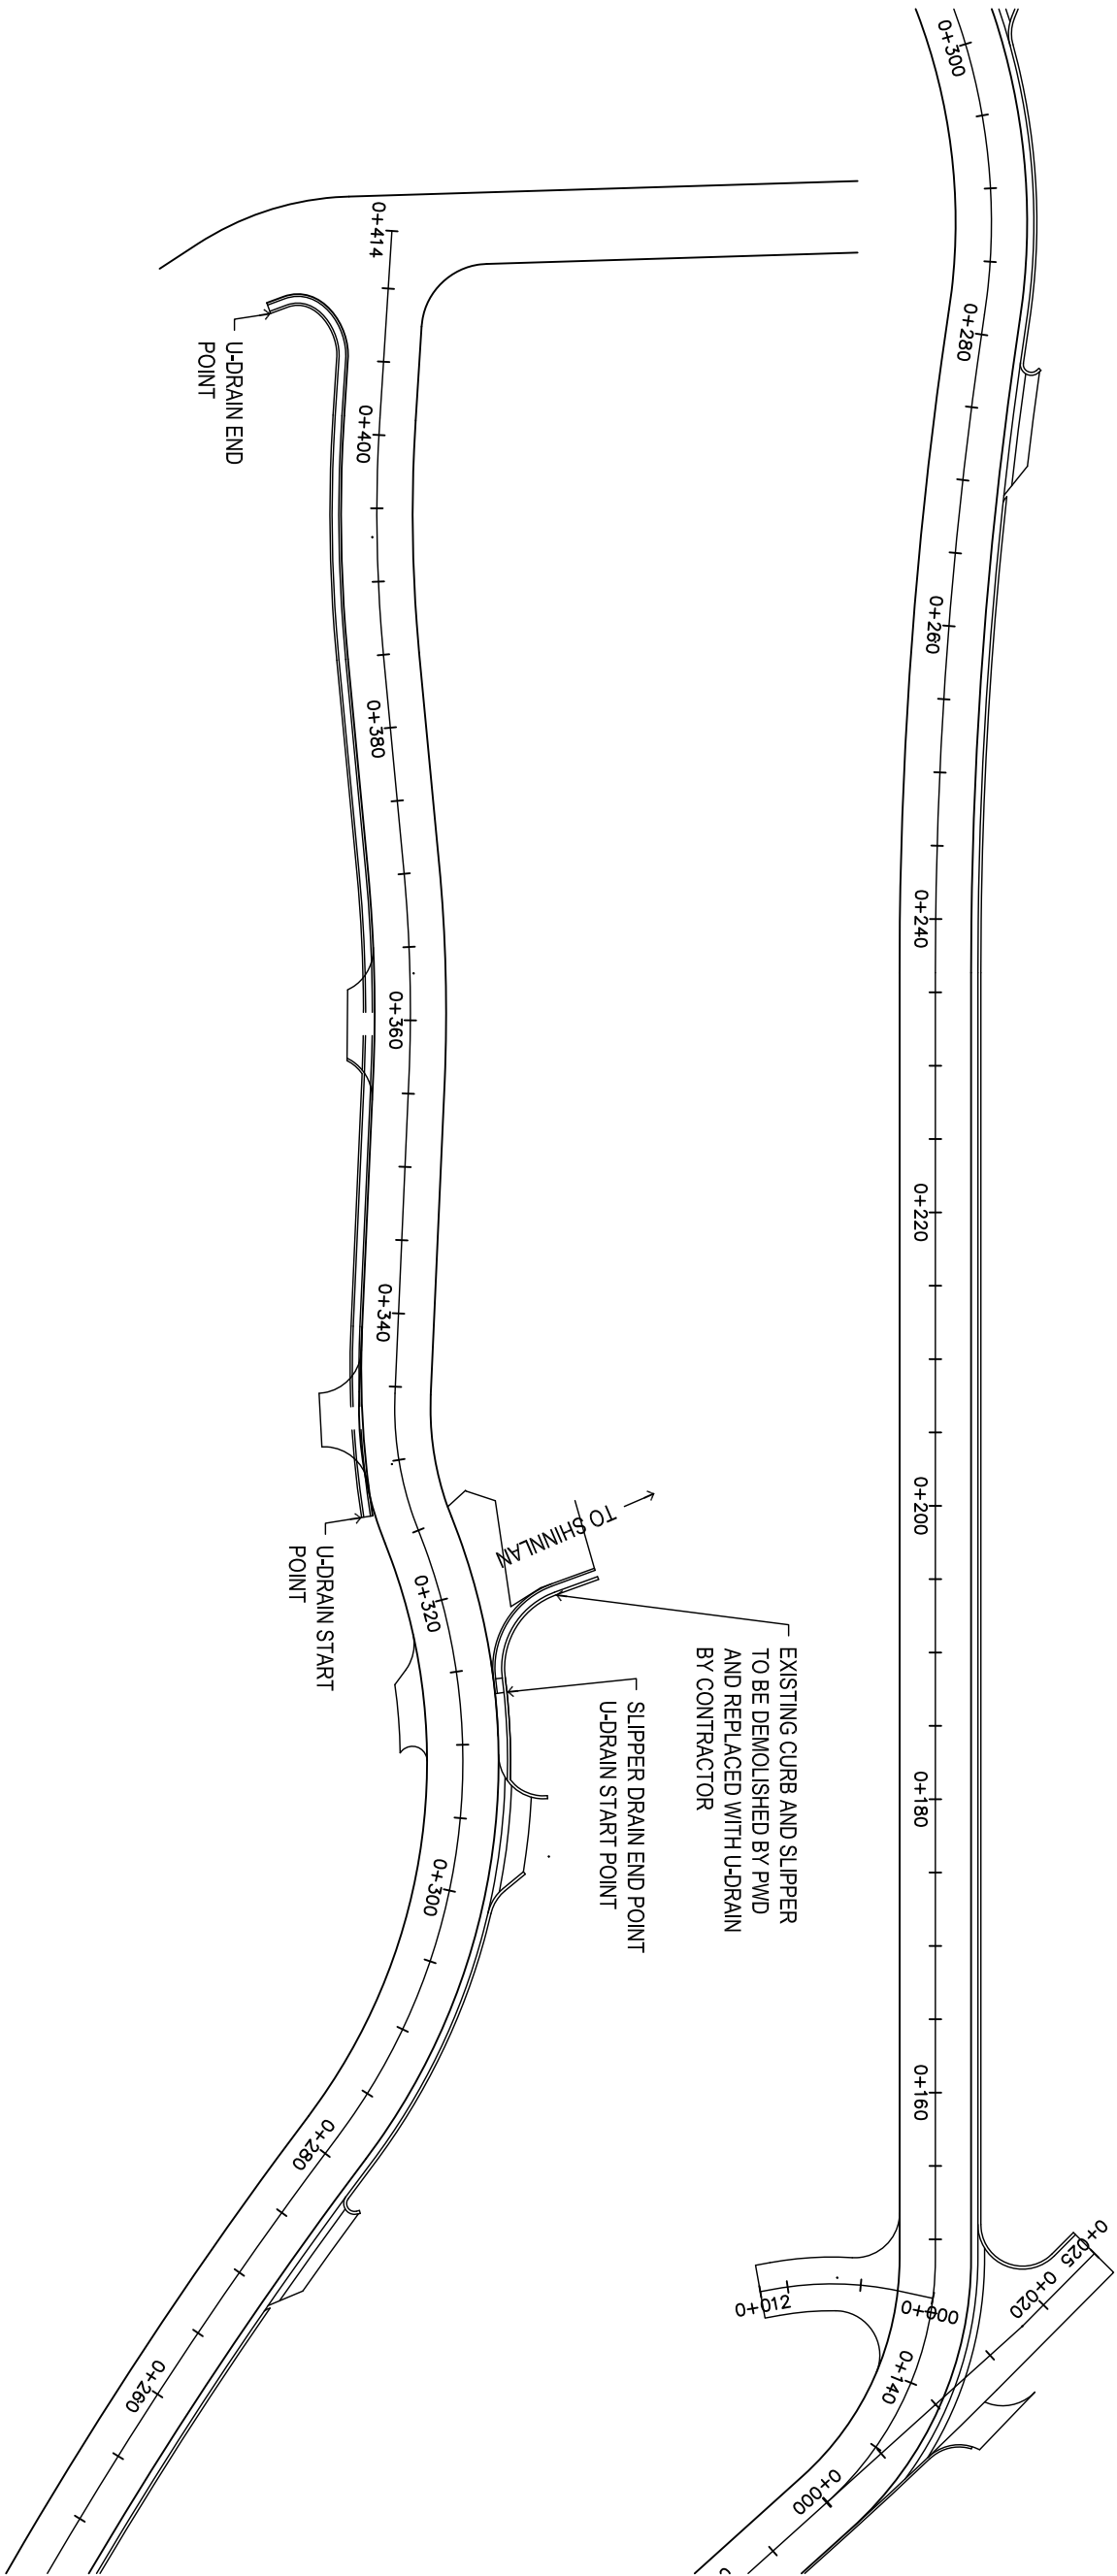 0+300
0+280
0+260
0+240
0+220
0+200
0+180
0+160
0+140
0+000
0+012
0+000
0+020
0+025
EXISTING CURB AND SLIPPER
TO BE DEMOLISHED BY PWD
AND REPLACED WITH U-DRAIN
BY CONTRACTOR
SLIPPER DRAIN END POINT
U-DRAIN START POINT
TO SHINNLAN
0+414
0+400
0+380
0+360
0+340
0+320
0+300
0+280
0+260
U-DRAIN END
POINT
U-DRAIN START
POINT